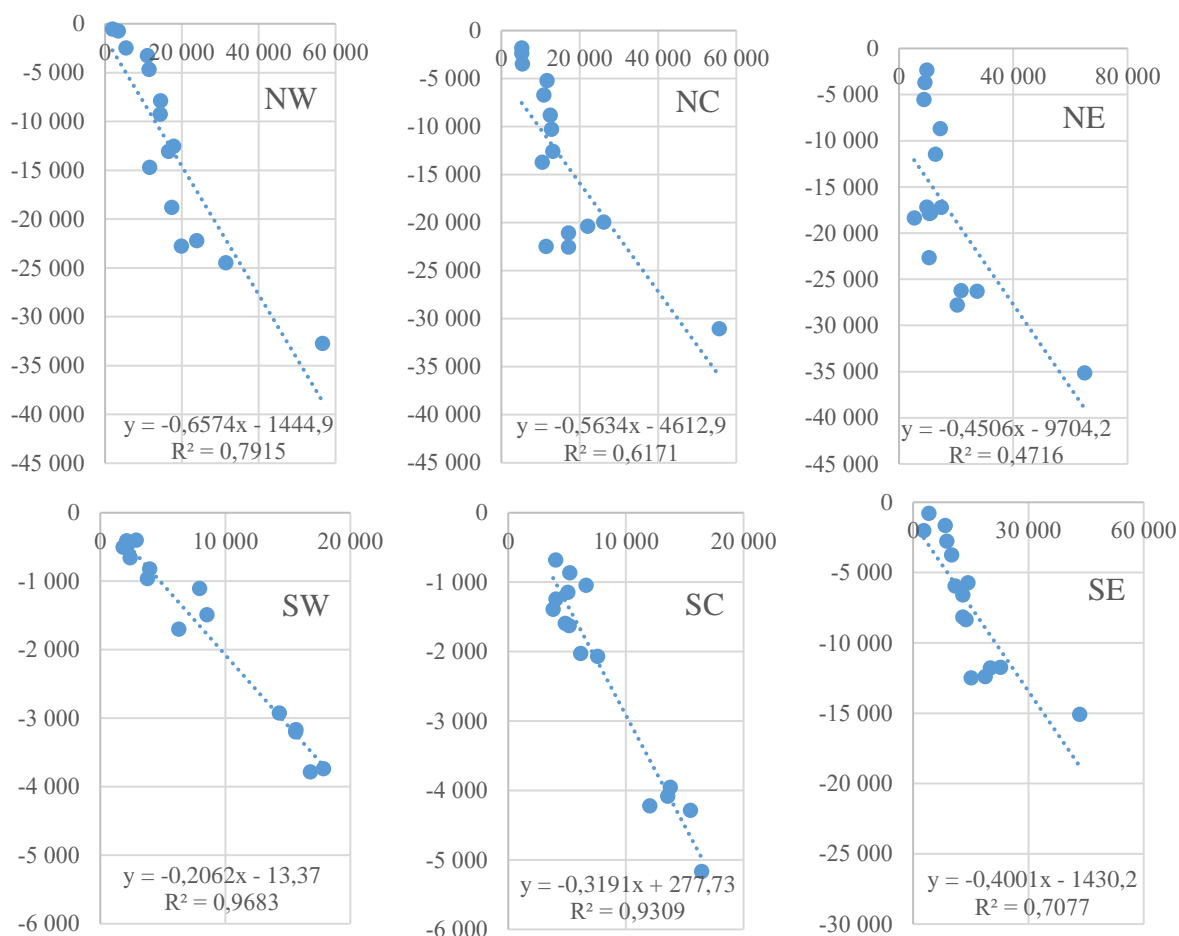 0
0 20 000 40 000 60 000
-5 000
-10 000
-15 000
-20 000
-25 000
-30 000
-35 000
-40 000
-45 000
NW
y = -0,6574x - 1444,9
R² = 0,7915
0
0 20 000 40 000 60 000
-5 000
-10 000
-15 000
-20 000
-25 000
-30 000
-35 000
-40 000
-45 000
NC
y = -0,5634x - 4612,9
R² = 0,6171
0
0 40 000 80 000
-5 000
-10 000
-15 000
-20 000
-25 000
-30 000
-35 000
-40 000
-45 000
NE
y = -0,4506x - 9704,2
R² = 0,4716
0
0 10 000 20 000
-1 000
-2 000
-3 000
-4 000
-5 000
-6 000
SW
y = -0,2062x - 13,37
R² = 0,9683
0
0 10 000 20 000
-1 000
-2 000
-3 000
-4 000
-5 000
-6 000
SC
y = -0,3191x + 277,73
R² = 0,9309
0
0 30 000 60 000
-5 000
-10 000
-15 000
-20 000
-25 000
-30 000
SE
y = -0,4001x - 1430,2
R² = 0,7077